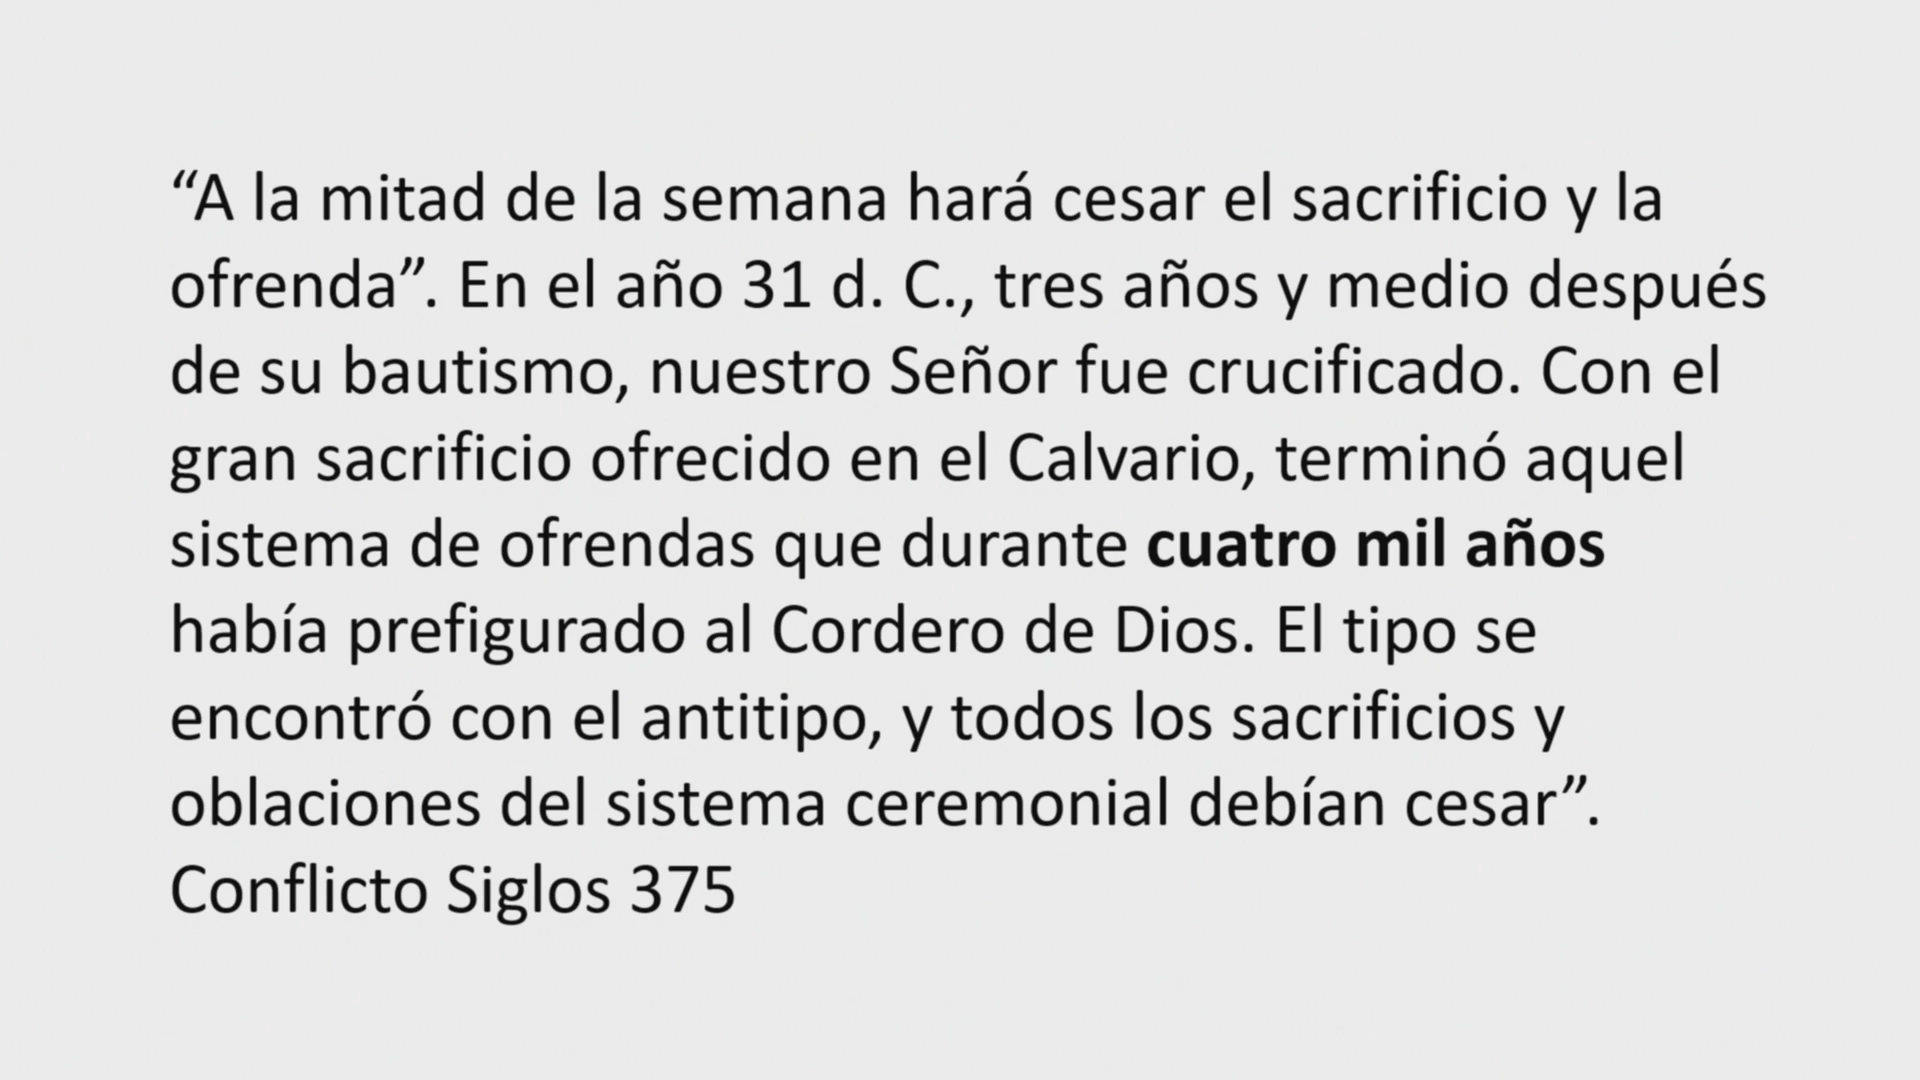 “A la mitad de la semana hará cesar el sacrificio y la
ofrenda”. En el año 31 d. C., tres años y medio después
de su bautismo, nuestro Señor fue crucificado. Con el
gran sacrificio ofrecido en el Calvario, terminó aquel
sistema de ofrendas que durante cuatro mil años
había prefigurado al Cordero de Dios. El tipo se
encontró con el antitipo, y todos los sacrificios y
oblaciones del sistema ceremonial debían cesar”.
Conflicto Siglos 375